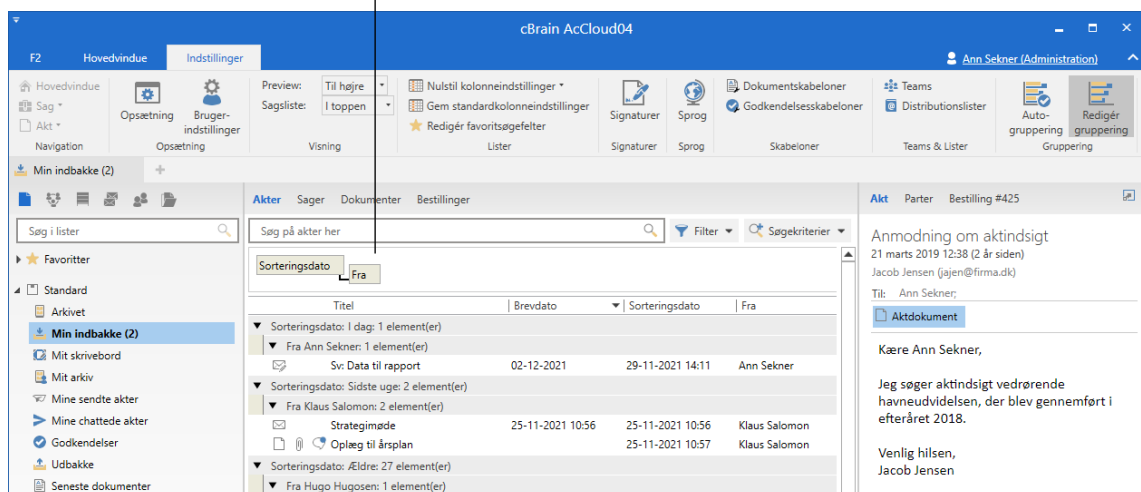 cBrain AcCloud04
F2 Hovedvindue Indstillinger Ann Sekner (Administration)
Hovedvindue
Sag
Akt
Navigation
Opsætning
Bruger-
indstillinger
Opsætning
Preview: Til højre
Sagsliste: I toppen
Visning
Nulstil kolonneindstillinger
Gem standardkolonneindstillinger
Redigér favoritsøgefelter
Lister
Signaturer
Signaturer
Sprog
Sprog
Dokumentskabeloner
Godkendelsesskabeloner
Skabeloner
Teams
Distributionslister
Teams & Lister
Auto-
gruppering
Redigér
gruppering
Gruppering
Min indbakke (2) +
Søg i lister
Favoritter
Standard
Arkivet
Min indbakke (2)
Mit skrivebord
Mit arkiv
Mine sendte akter
Mine chattede akter
Godkendelser
Udbakke
Seneste dokumenter
Akter Sager Dokumenter Bestillinger
Søg på akter her Filter Søgekriterier
Sorteringsdato
Fra
Titel Brevdato Sorteringsdato Fra
Sorteringsdato: I dag: 1 element(er)
Fra Ann Sekner: 1 element(er)
Sv: Data til rapport 02-12-2021 29-11-2021 14:11 Ann Sekner
Sorteringsdato: Sidste uge: 2 element(er)
Fra Klaus Salomon: 2 element(er)
Strategimøde 25-11-2021 10:56 25-11-2021 10:56 Klaus Salomon
Oplæg til årsplan 25-11-2021 10:57 Klaus Salomon
Sorteringsdato: Ældre: 27 element(er)
Fra Hugo Hugosen: 1 element(er)
Akt Parter Bestilling #425
Anmodning om aktindsigt
21 marts 2019 12:38 (2 år siden)
Jacob Jensen (jajen@firma.dk)
Til: Ann Sekner;
Aktdokument
Kære Ann Sekner,
Jeg søger aktindsigt vedrørende
havneudvidelsen, der blev gennemført i
efteråret 2018.
Venlig hilsen,
Jacob Jensen